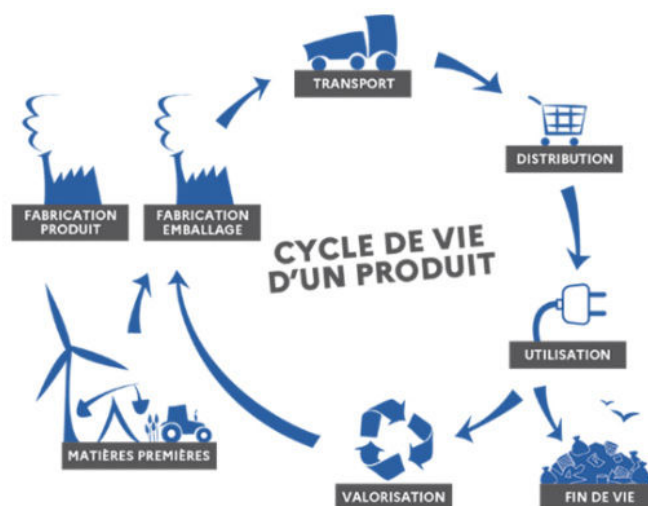 TRANSPORT
DISTRIBUTION
FABRICATION
PRODUIT
FABRICATION
EMBALLAGE
CYCLE DE VIE
D'UN PRODUIT
UTILISATION
MATIÈRES PREMIÈRES
VALORISATION
FIN DE VIE